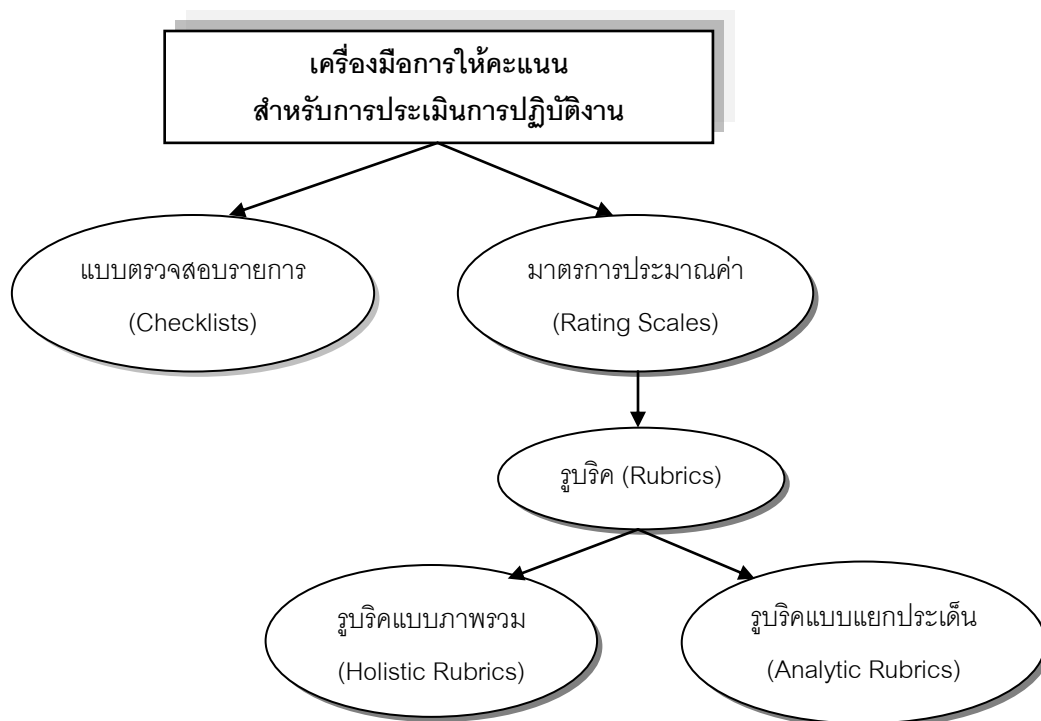 เครื่องมือการให้คะแนน
สำหรับการประเมินการปฏิบัติงาน
แบบตรวจสอบรายการ
(Checklists)
มาตรการประมาณค่า
(Rating Scales)
รูบริค (Rubrics)
รูบริคแบบภาพรวม
(Holistic Rubrics)
รูบริคแบบแยกประเด็น
(Analytic Rubrics)